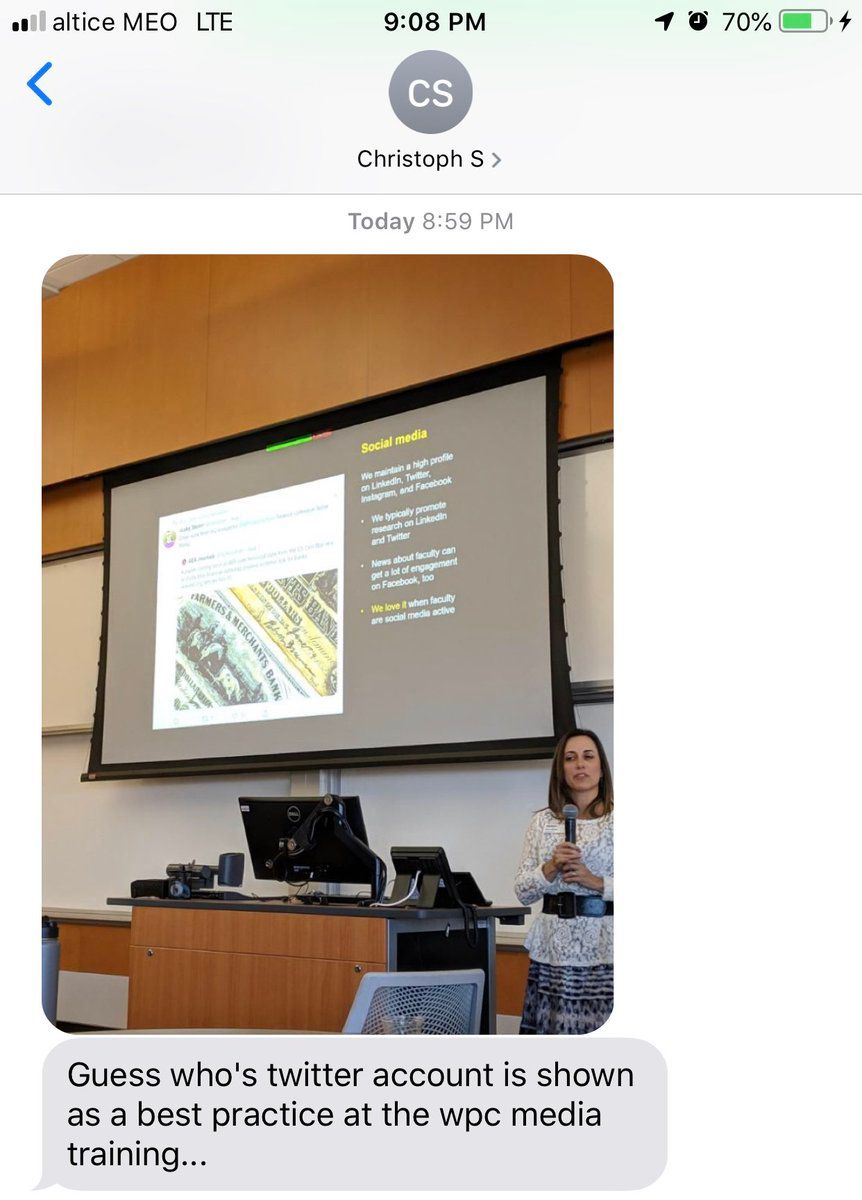 altice MEO LTE 9:08 PM 70%
CS
Christoph S
Today 8:59 PM
Social media
We maintain a high profile
on LinkedIn, Twitter,
Instagram, and Facebook
• We typically promote
research on LinkedIn
and Twitter
• News about faculty can
get a lot of engagement
on Facebook, too
• We love it when faculty
are social media active
AEA Journals
FARMERS & MERCHANTS BANK
DELL
Guess who's twitter account is shown
as a best practice at the wpc media
training...